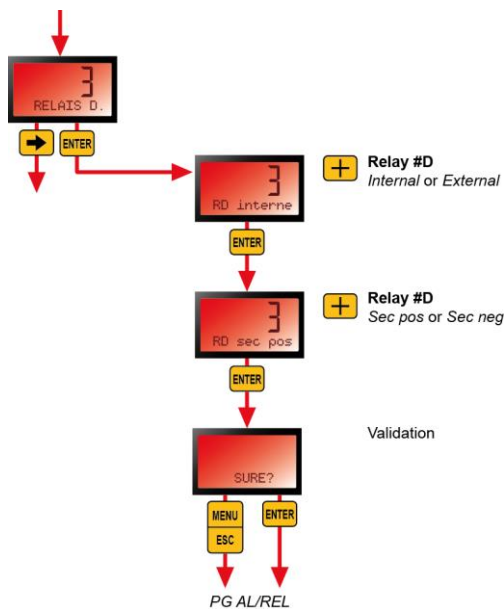 3
RELAIS D.
ENTER
3
RD interne
+ Relay #D
Internal or External
ENTER
3
RD sec pos
+ Relay #D
Sec pos or Sec neg
ENTER
SURE?
Validation
MENU
ESC
ENTER
PG AL/REL